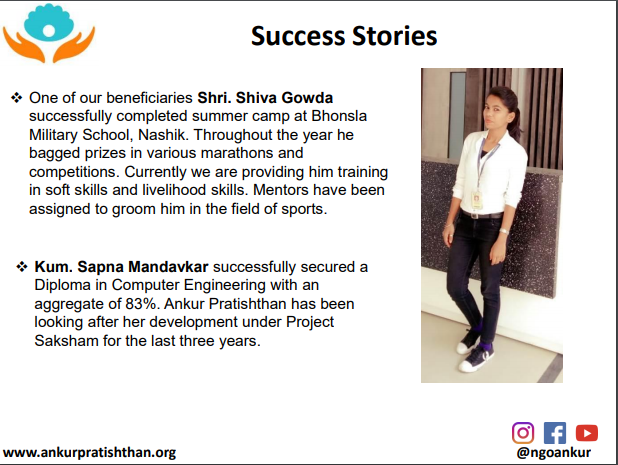 Success Stories
❖ One of our beneficiaries Shri. Shiva Gowda
successfully completed summer camp at Bhonsla
Military School, Nashik. Throughout the year he
bagged prizes in various marathons and
competitions. Currently we are providing him training
in soft skills and livelihood skills. Mentors have been
assigned to groom him in the field of sports.
❖ Kum. Sapna Mandavkar successfully secured a
Diploma in Computer Engineering with an
aggregate of 83%. Ankur Pratishthan has been
looking after her development under Project
Saksham for the last three years.
www.ankurpratishthan.org
@ngoankur